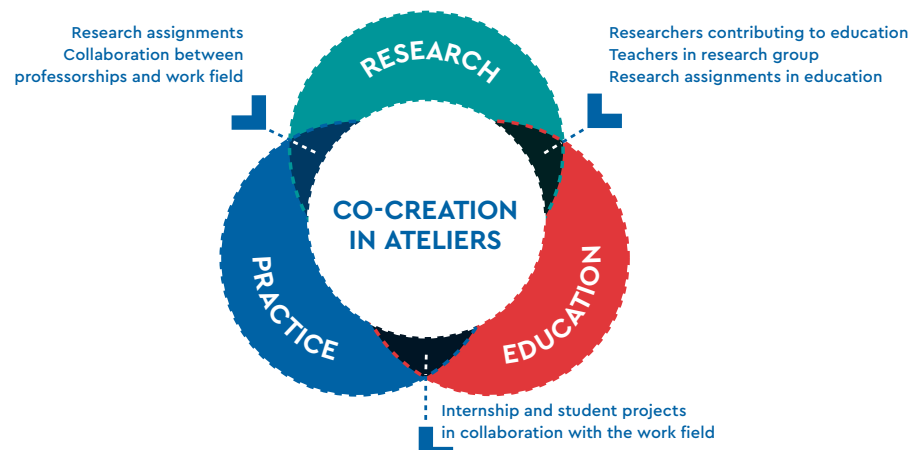 Research assignments
Collaboration between
professorships and work field
Researchers contributing to education
Teachers in research group
Research assignments in education
RESEARCH
CO-CREATION
IN ATELIERS
PRACTICE
EDUCATION
Internship and student projects
in collaboration with the work field